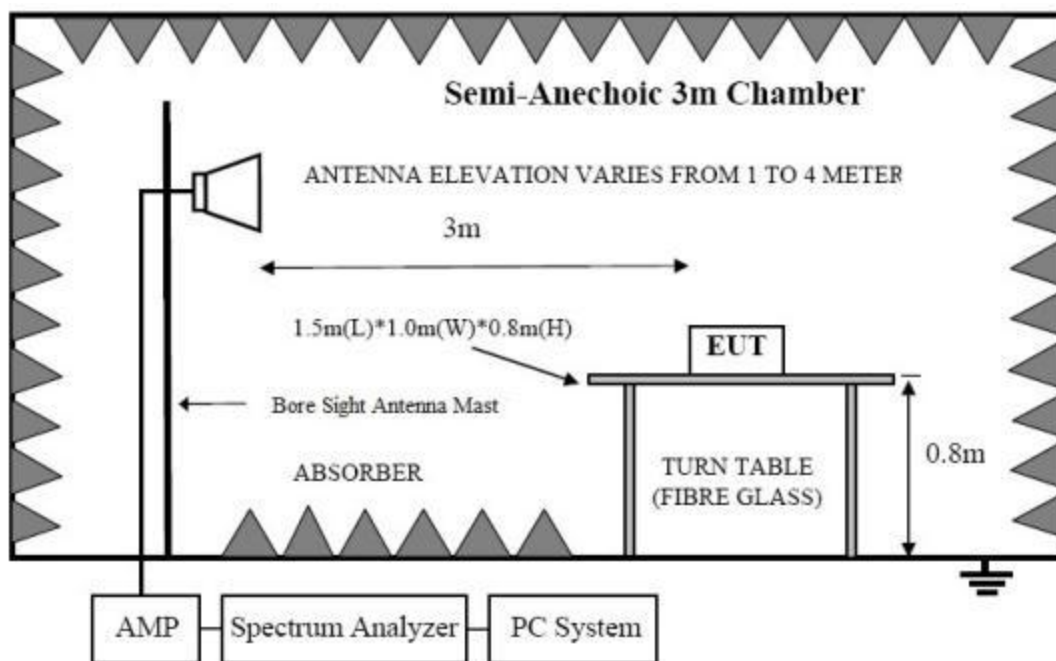 Semi-Anechoic 3m Chamber
ANTENNA ELEVATION VARIES FROM 1 TO 4 METER
3m
1.5m(L)*1.0m(W)*0.8m(H)
EUT
Bore Sight Antenna Mast
0.8m
ABSORBER
TURN TABLE
(FIBRE GLASS)
AMP
Spectrum Analyzer
PC System